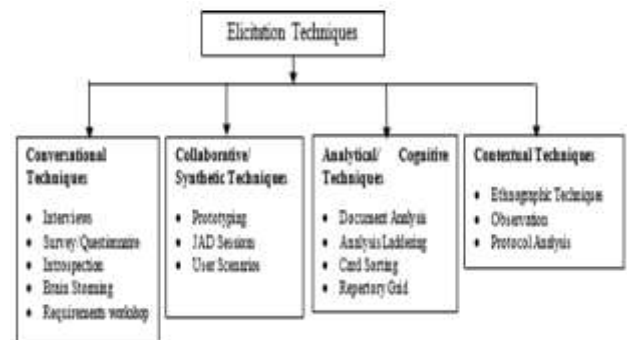 Elicitation Techniques
Conversational
Techniques
• Interviews
• Survey/Questionnaire
• Introspection
• Brain Storming
• Requirements workshop
Collaborative/
Synthetic Techniques
• Prototyping
• JAD Sessions
• User Scenarios
Analytical/ Cognitive
Techniques
• Document Analysis
• Analysis Laddering
• Card Sorting
• Repertory Grid
Contextual Techniques
• Ethnographic Techniques
• Observation
• Protocol Analysis